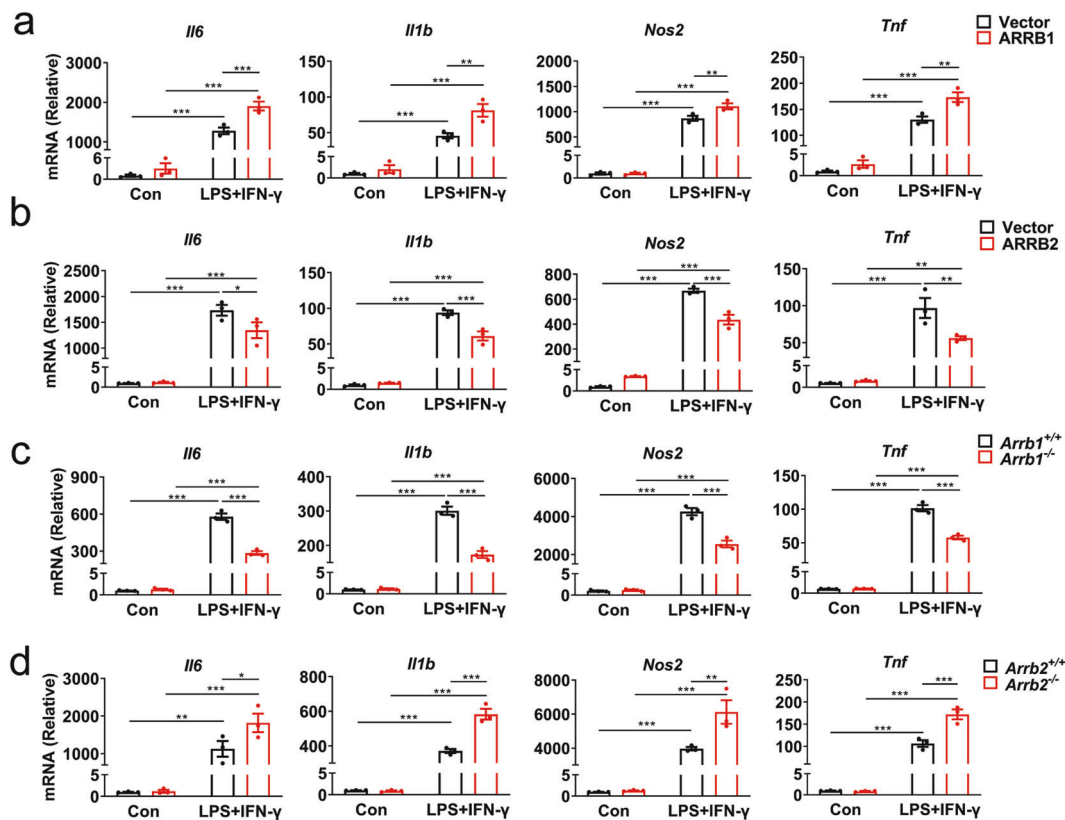 a
Il6
Il1b
Nos2
Tnf
Vector
ARRB1
mRNA (Relative)
3000
2000
1000
6
0
***
***
***
Con
LPS+IFN-γ
100
50
5
0
***
***
**
Con
LPS+IFN-γ
1500
1000
500
5
0
***
***
**
Con
LPS+IFN-γ
250
200
150
100
5
0
***
***
**
Con
LPS+IFN-γ
b
Il6
Il1b
Nos2
Tnf
Vector
ARRB2
mRNA (Relative)
2500
2000
1500
1000
5
0
***
***
*
Con
LPS+IFN-γ
150
100
50
5
0
***
***
***
Con
LPS+IFN-γ
800
600
400
200
5
0
***
***
***
Con
LPS+IFN-γ
150
100
50
5
0
**
***
**
Con
LPS+IFN-γ
c
Il6
Il1b
Nos2
Tnf
Arrb1+/+
Arrb1-/-
mRNA (Relative)
900
600
300
5
0
***
***
***
Con
LPS+IFN-γ
400
300
200
100
5
0
***
***
***
Con
LPS+IFN-γ
6000
4000
2000
5
0
***
***
***
Con
LPS+IFN-γ
150
100
50
5
0
***
***
***
Con
LPS+IFN-γ
d
Il6
Il1b
Nos2
Tnf
Arrb2+/+
Arrb2-/-
mRNA (Relative)
3000
2000
1000
5
0
*
***
**
Con
LPS+IFN-γ
800
600
400
5
0
***
***
***
Con
LPS+IFN-γ
8000
6000
4000
5
0
**
***
***
Con
LPS+IFN-γ
200
150
100
5
0
***
***
***
Con
LPS+IFN-γ